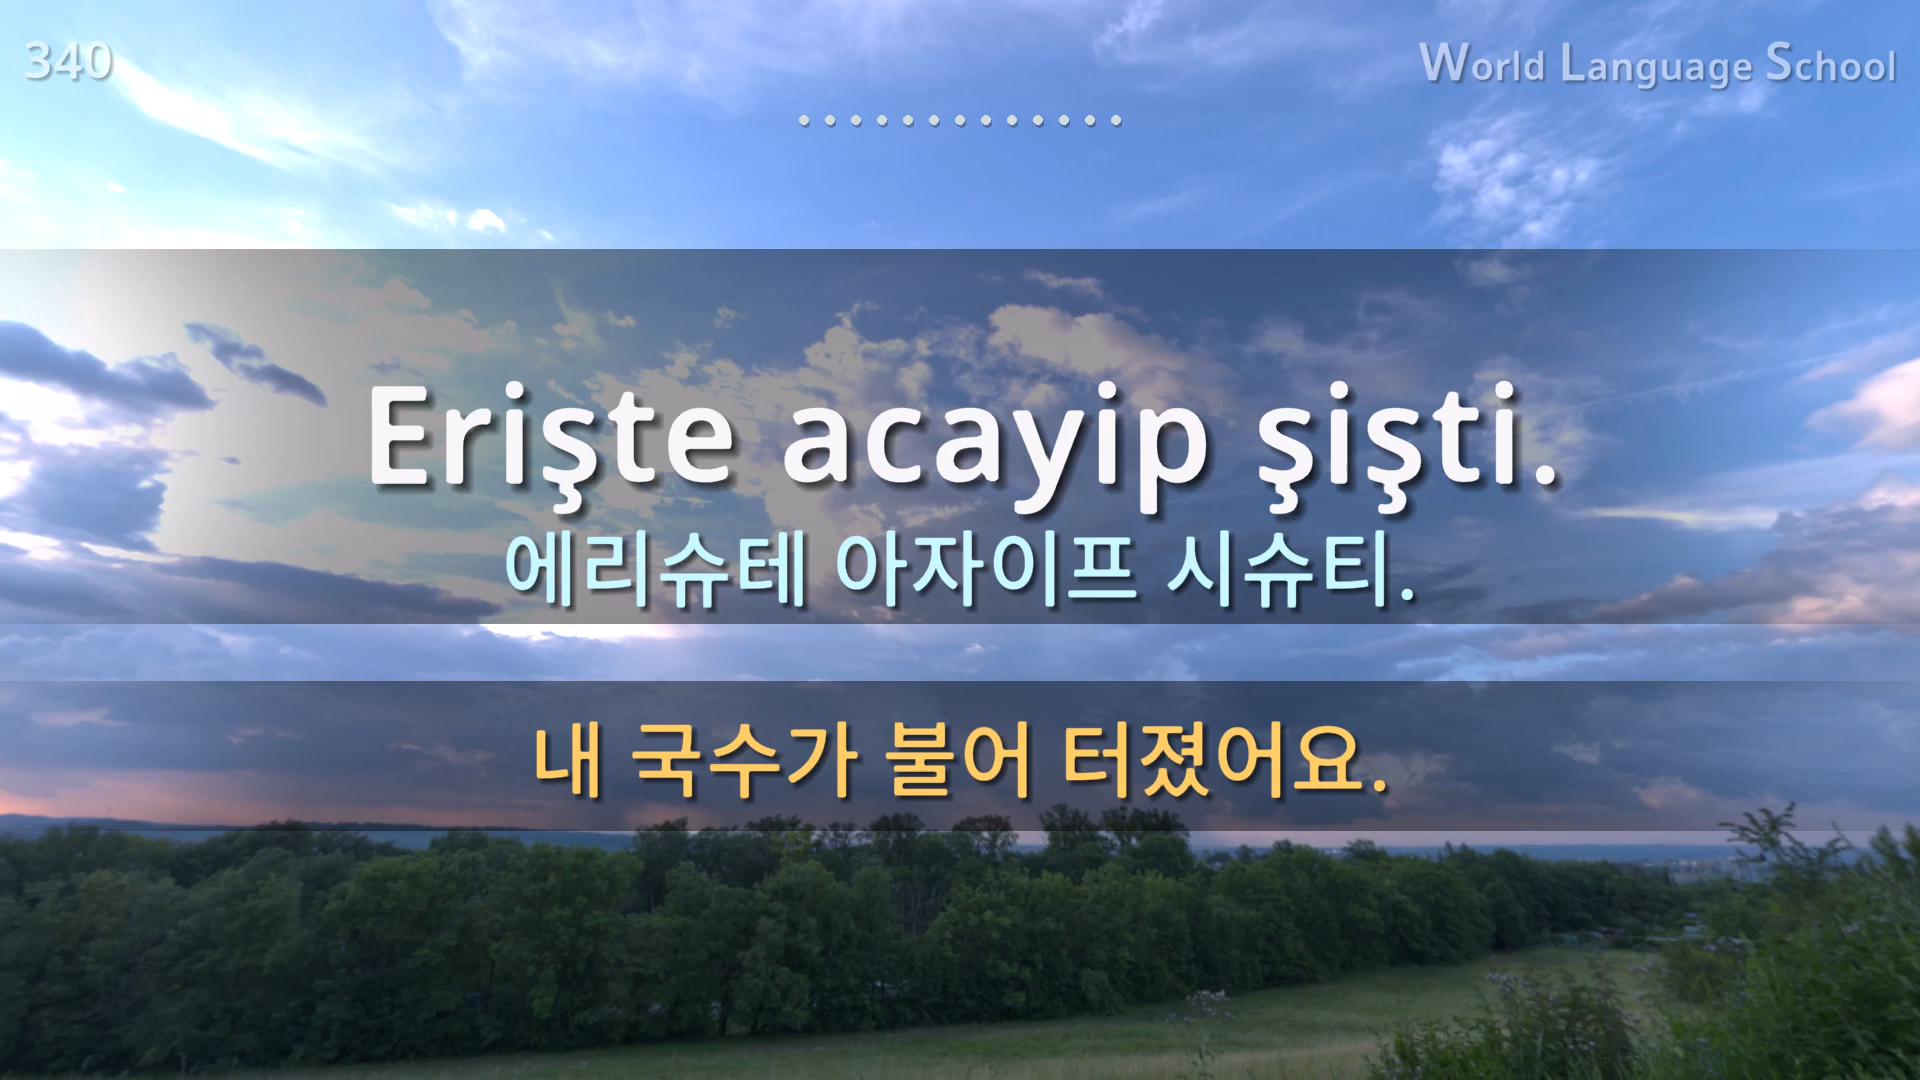 340
World Language School
Erişte acayip şişti.
에리슈테 아자이프 시슈티.
내 국수가 불어 터졌어요.